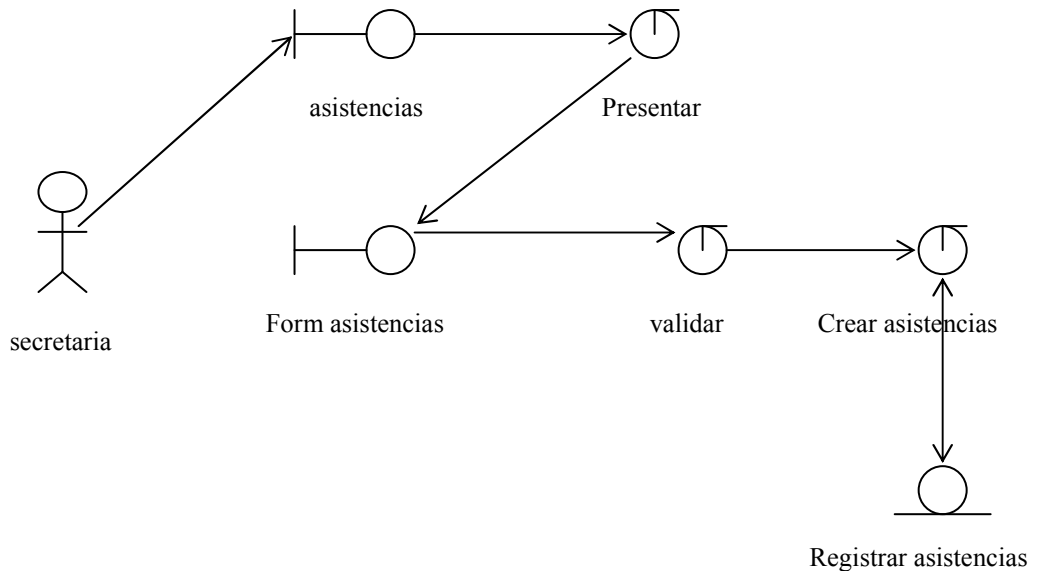 asistencias
Presentar
Form asistencias
validar
Crear asistencias
secretaria
Registrar asistencias